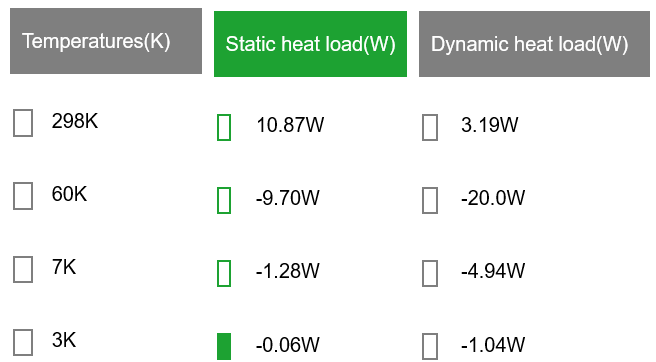 Temperatures(K) Static heat load(W) Dynamic heat load(W)
298K 10.87W 3.19W
60K -9.70W -20.0W
7K -1.28W -4.94W
3K -0.06W -1.04W